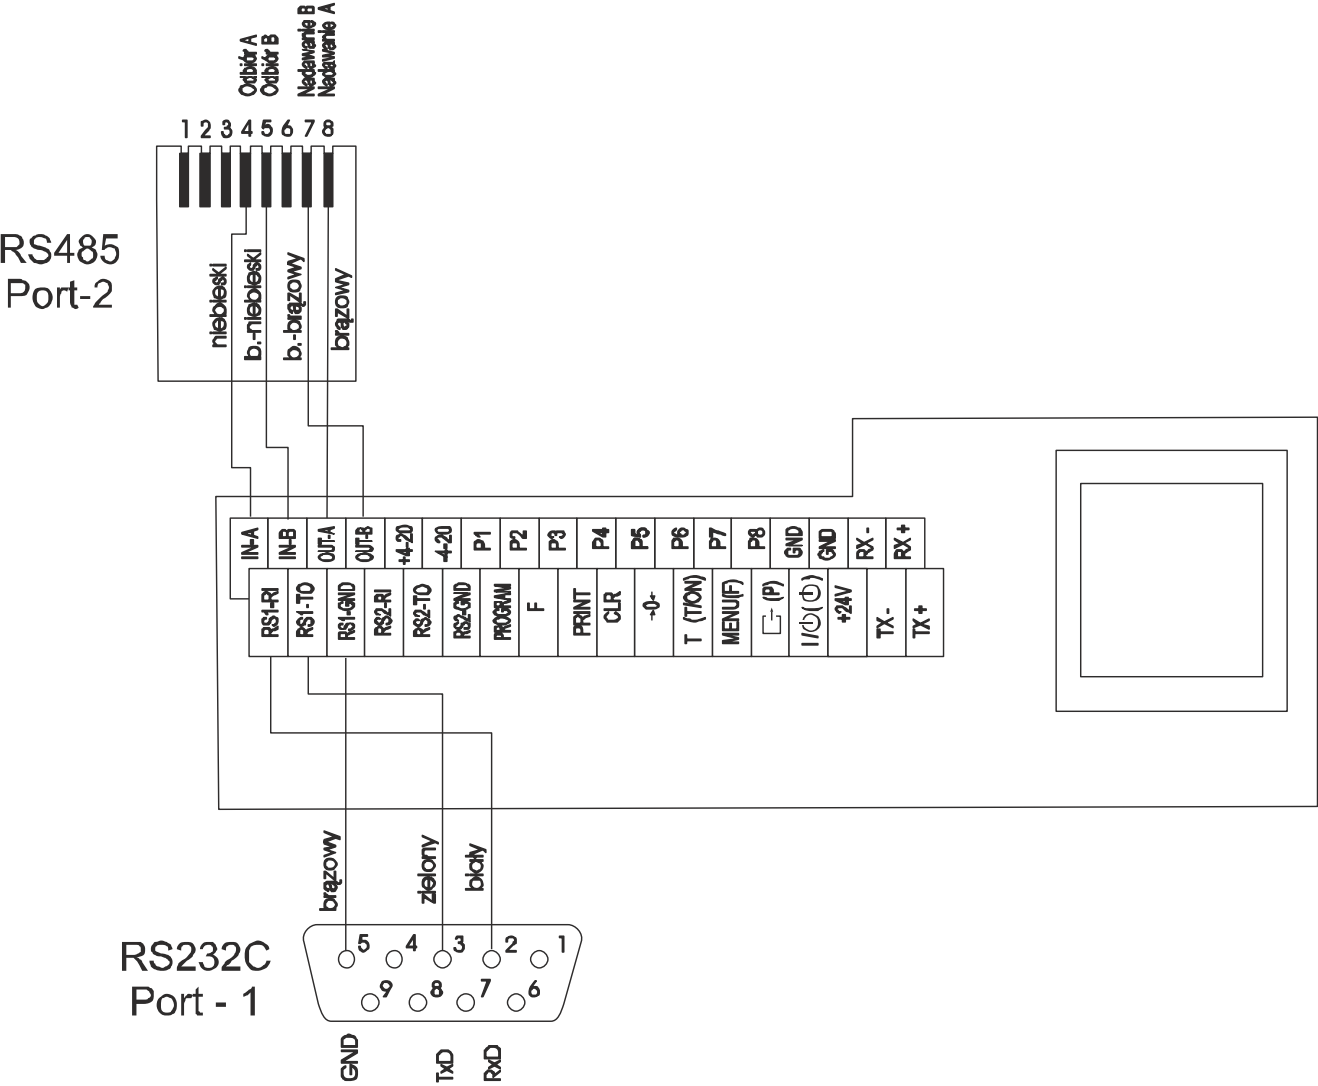 Odbiór A
Odbiór B
Nadawanie B
Nadawanie A
1 2 3 4 5 6 7 8
RS485
Port-2
niebieski
b.-niebieski
b.-brązowy
brązowy
IN-A
IN-B
OUT-A
OUT-B
+4-20
-4-20
P1
P2
P3
P4
P5
P6
P7
P8
GND
GND
RX -
RX +
RS1-RI
RS1-TO
RS1-GND
RS2-RI
RS2-TO
RS2-GND
PROGRAM
F
PRINT
CLR
→0←
T (T/ON)
MENU(F)
(P)
I/⏻(⏻)
+24V
TX -
TX +
brązowy
zielony
biały
RS232C
Port - 1
5 4 3 2 1
9 8 7 6
GND
TxD
RxD